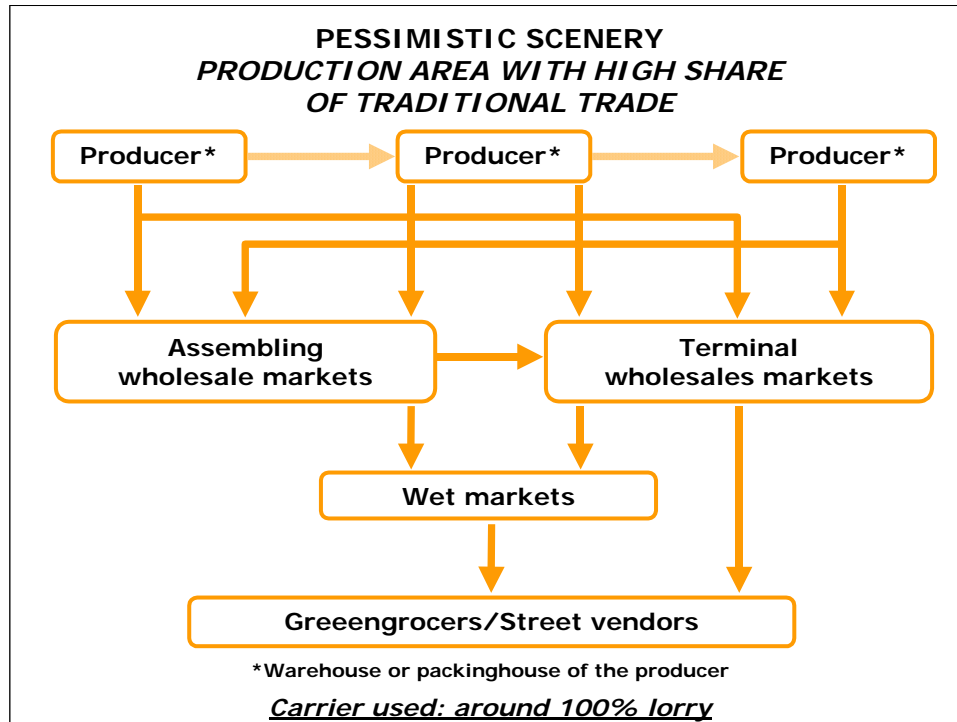 PESSIMISTIC SCENERY
PRODUCTION AREA WITH HIGH SHARE
OF TRADITIONAL TRADE
Producer*
Producer*
Producer*
Assembling
wholesale markets
Terminal
wholesales markets
Wet markets
Greeengrocers/Street vendors
*Warehouse or packinghouse of the producer
Carrier used: around 100% lorry